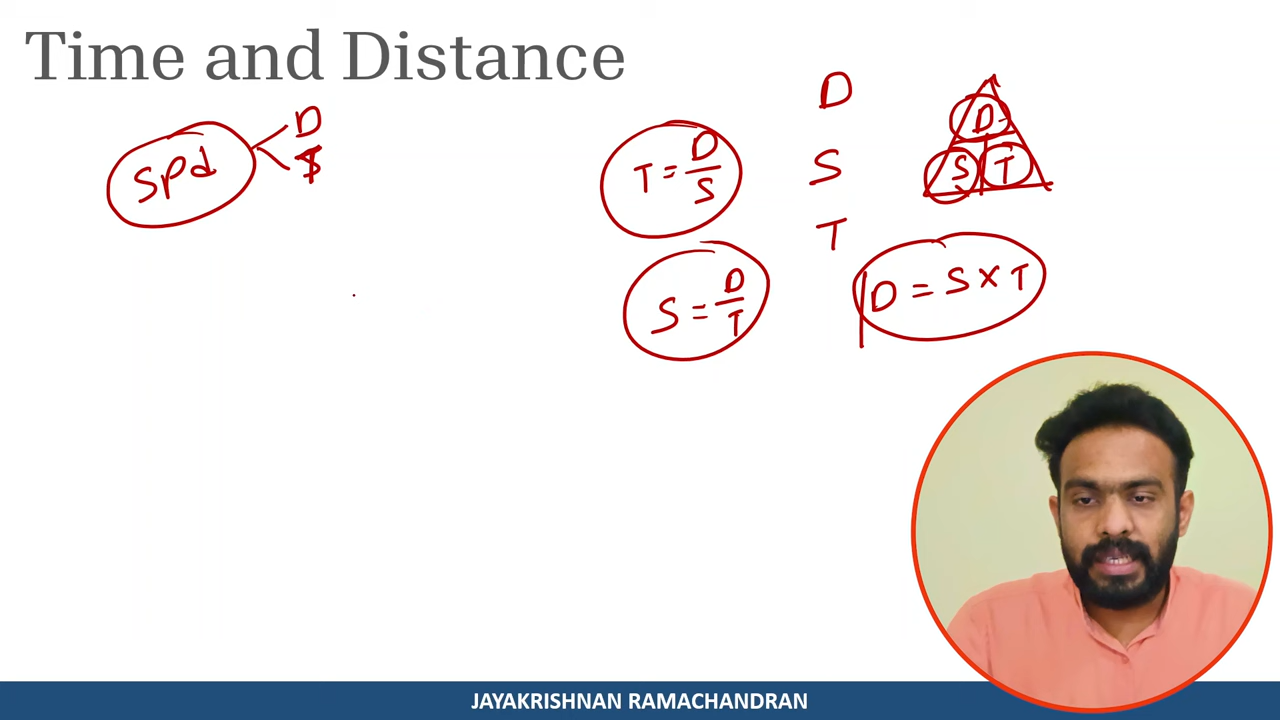 Time and Distance
Spd
D
D
S
T
T = D/S
S = D/T
D = S × T
D
S T
JAYAKRISHNAN RAMACHANDRAN